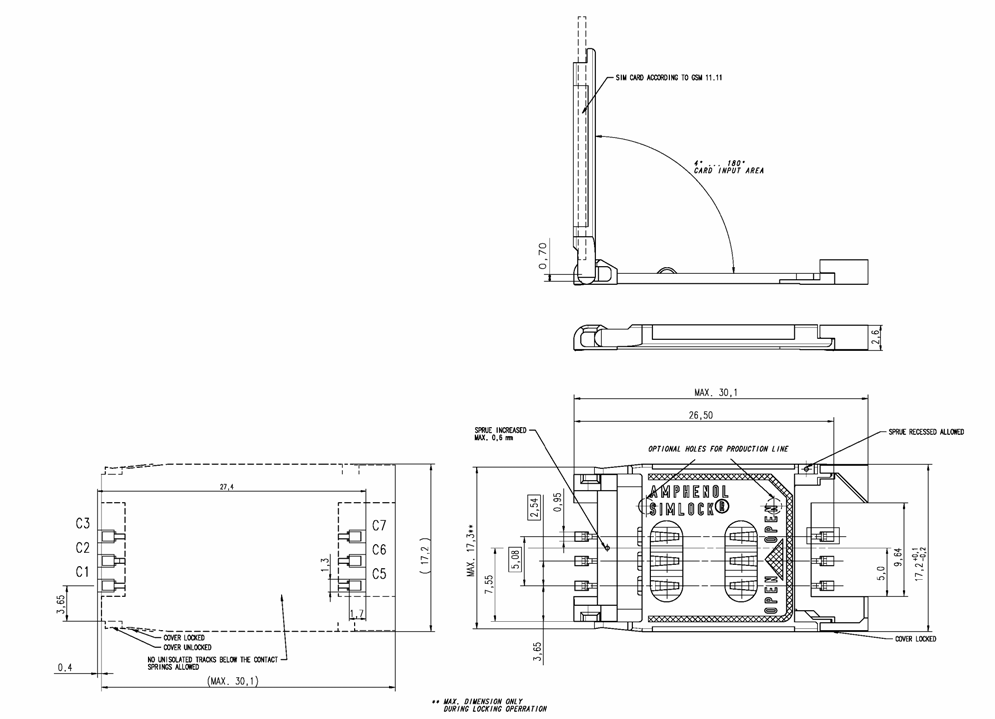 SIM CARD ACCORDING TO GSM 11.11
4° ... 180°
CARD INPUT AREA
0,70
2,6
MAX. 30,1
26,50
SPRUE INCREASED
MAX. 0,6 mm
SPRUE RECESSED ALLOWED
OPTIONAL HOLES FOR PRODUCTION LINE
AMPHENOL
SIMLOCK®
OPEN
OPEN
MAX. 17,3**
7,55
5,08
2,54
0,95
3,65
5,0
9,64
17,2 +0,1 -0,2
COVER LOCKED
27,4
C3
C2
C1
C7
C6
C5
1,3
1,7
(17,2)
3,65
0.4
COVER LOCKED
COVER UNLOCKED
NO UNISOLATED TRACKS BELOW THE CONTACT
SPRINGS ALLOWED
(MAX. 30,1)
** MAX. DIMENSION ONLY
DURING LOCKING OPERRATION